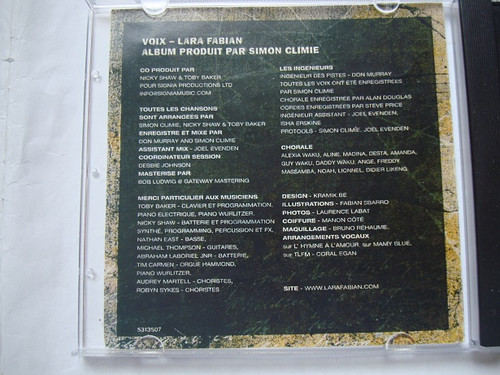 VOIX – LARA FABIAN
ALBUM PRODUIT PAR SIMON CLIMIE
CO PRODUIT PAR
NICKY SHAW & TOBY BAKER
POUR SIGNIA PRODUCTIONS LTD
INFO@SIGNIAMUSIC.COM
TOUTES LES CHANSONS
SONT ARRANGÉES PAR
SIMON CLIMIE, NICKY SHAW & TOBY BAKER
ENREGISTRE ET MIXE PAR
DON MURRAY AND SIMON CLIMIE
ASSISTANT MIX - JOEL EVENDEN
COORDINATEUR SESSION
DEBBIE JOHNSON
MASTERISE PAR
BOB LUDWIG @ GATEWAY MASTERING
MERCI PARTICULIER AUX MUSICIENS
TOBY BAKER - CLAVIER ET PROGRAMMATION,
PIANO ELECTRIQUE, PIANO WURLITZER,
NICKY SHAW - BATTERIE ET PROGRAMMATION
SYNTHÉ, PROGRAMMING, PERCUSSION ET FX,
NATHAN EAST - BASSE,
MICHAEL THOMPSON - GUITARES,
ABRAHAM LABORIEL JNR - BATTERIE,
TIM CARMEN - ORGUE HAMMOND,
PIANO WURLITZER,
AUDREY MARTELL - CHORISTES,
ROBYN SYKES - CHORISTES
5313507
LES INGENIEURS
INGENIEUR DES PISTES - DON MURRAY
TOUTES LES VOIX ONT ÉTÉ ENREGISTREES
PAR SIMON CLIMIE
CHORALE ENREGISTREE PAR ALAN DOUGLAS
CORDES ENREGISTREES PAR STEVE PRICE
INGENIEUR ASSISTANT - JOEL EVENDEN,
ISHA ERSKINE
PROTOOLS - SIMON CLIMIE, JOEL EVENDEN
CHORALE
ALEXIA WAKU, ALINE, MADINA, DESTA, AMANDA,
GUY WAKU, DADDY WAKU, ANGE, FREDDY,
MASSAMBA, NOAH, LIONNEL, DIDIER LIKENG
DESIGN - KRAMIK.BE
ILLUSTRATIONS - FABIAN SBARRO
PHOTOS - LAURENCE LABAT
COIFFURE - MANON CÔTÉ
MAQUILLAGE - BRUNO RÉHAUME,
ARRANGEMENTS VOCAUX
sur L' HYMNE A L'AMOUR, sur MAMY BLUE,
sur TLFM - CORAL EGAN
SITE - WWW.LARAFABIAN.COM